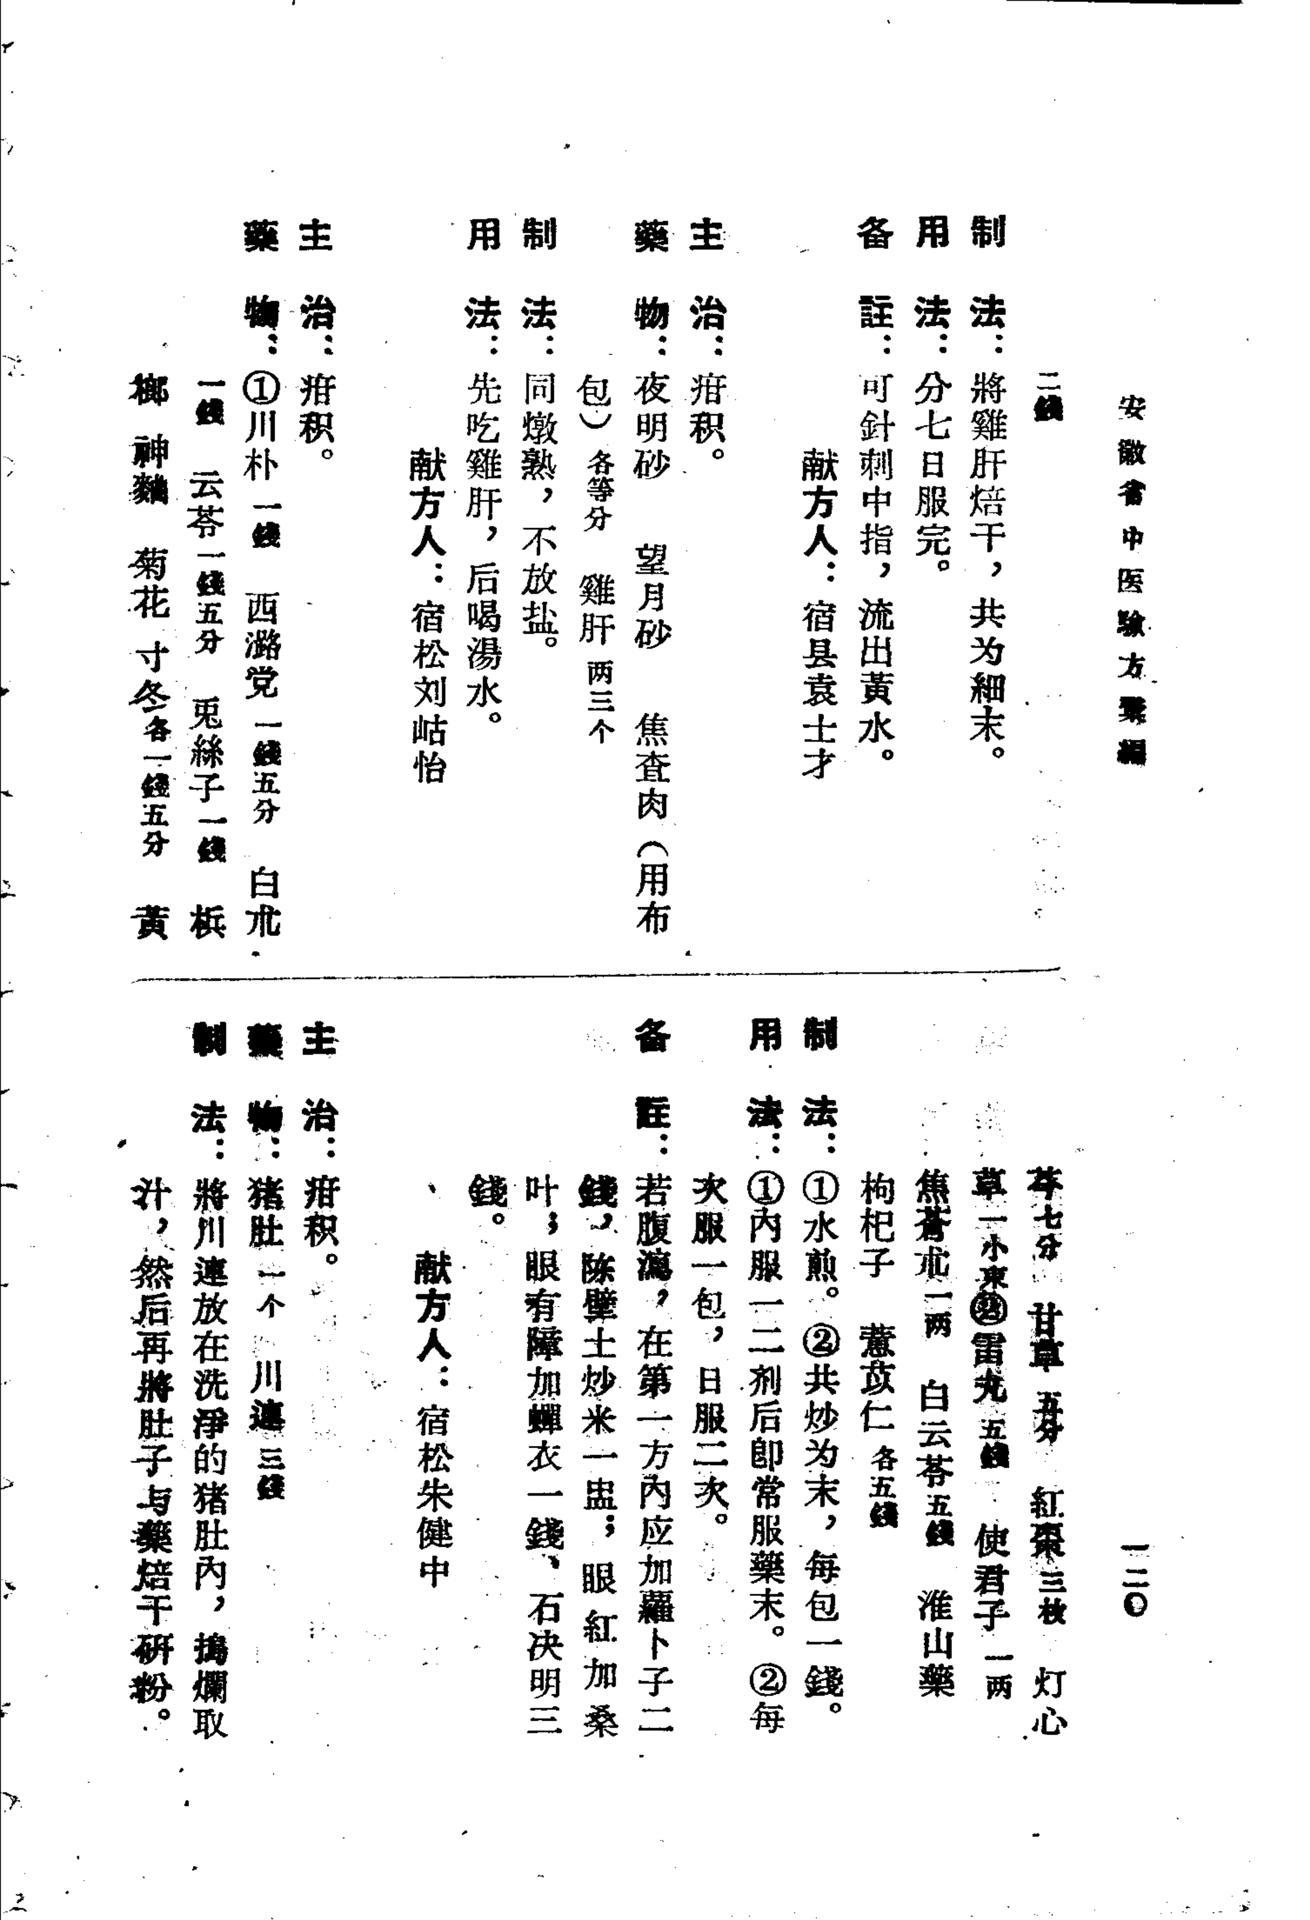 安徽省中医驗方彙編
二錢
制法：將雞肝焙干，共为細末。
用法：分七日服完。
备註：可針刺中指，流出黃水。
献方人：宿县袁士才
主治：疳积。
藥物：夜明砂 望月砂 焦査肉（用布
包）各等分 雞肝两三个
制法：同燉熟，不放盐。
用法：先吃雞肝，后喝湯水。
献方人：宿松刘岵怡
主治：疳积。
藥物：①川朴一錢 西潞党一錢五分 白朮
一錢 云苓一錢五分 兎絲子一錢 梹
榔 神麯 菊花 寸冬各一錢五分 黃
一二〇
芩七分 甘草五分 紅棗三枚 灯心
草一小束②雷丸五錢 使君子一两
焦蒼朮一两 白云苓五錢 淮山藥
枸杞子 薏苡仁各五錢
制法：①水煎。②共炒为末，每包一錢。
用法：①內服一二剂后卽常服藥末。②每
次服一包，日服二次。
备註：若腹瀉，在第一方內应加蘿卜子二
錢，陈壁土炒米一盅；眼紅加桑
叶；眼有障加蟬衣一錢、石决明三
錢。
献方人：宿松朱健中
主治：疳积。
藥物：猪肚一个 川連三錢
制法：將川連放在洗淨的猪肚內，搗爛取
汁，然后再將肚子与藥焙干研粉。